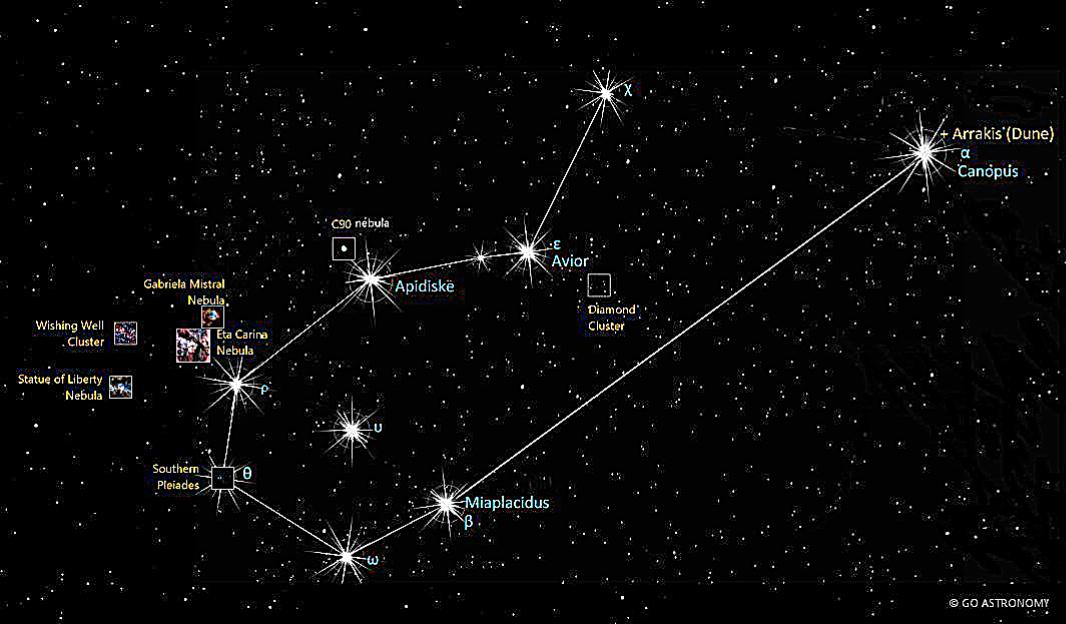 χ
+ Arrakis (Dune)
α
Canopus
C90 nebula
ε
Avior
Apidiske
Gabriela Mistral
Nebula
Diamond
Cluster
Wishing Well
Cluster
Eta Carina
Nebula
Statue of Liberty
Nebula
ρ
υ
Southern
Pleiades
θ
Miaplacidus
β
ω
© GO ASTRONOMY